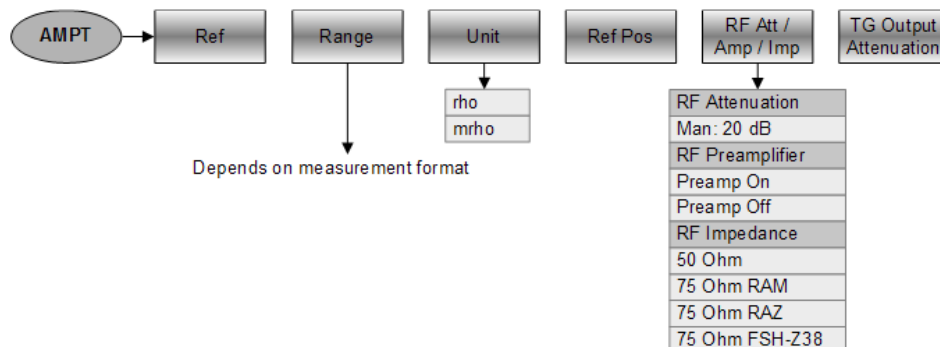 AMPT
Ref
Range
Unit
Ref Pos
RF Att /
Amp / Imp
TG Output
Attenuation
rho
mrho
Depends on measurement format
RF Attenuation
Man: 20 dB
RF Preamplifier
Preamp On
Preamp Off
RF Impedance
50 Ohm
75 Ohm RAM
75 Ohm RAZ
75 Ohm FSH-Z38